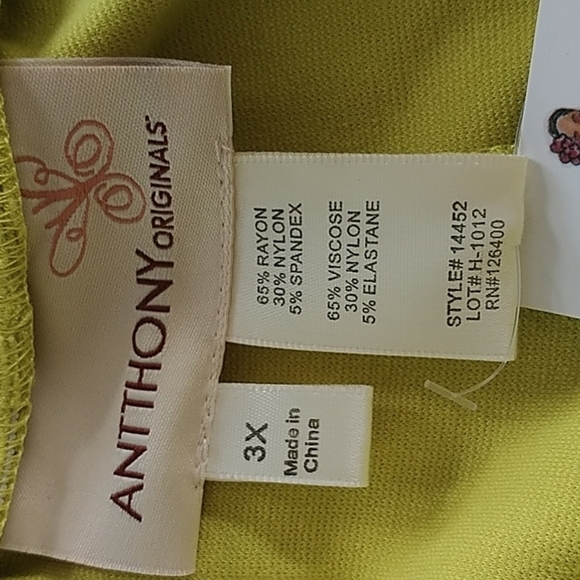 ANTTHONY ORIGINALS™
65% RAYON
30% NYLON
5% SPANDEX
65% VISCOSE
30% NYLON
5% ELASTANE
STYLE# 14452
LOT# H-1012
RN#126400
3X
Made in
China